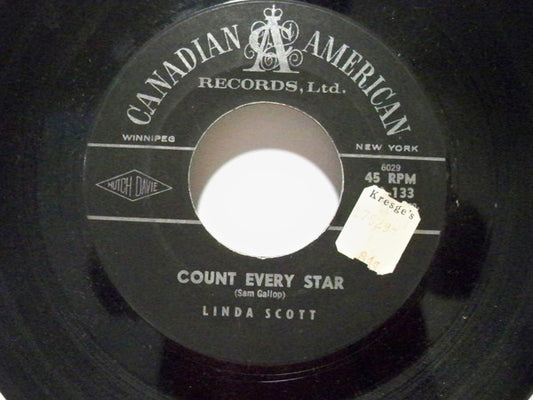 CANADIAN CA AMERICAN
RECORDS, Ltd.
WINNIPEG
NEW YORK
6029
45 RPM
133
HUTCH DAVIE
Kresge's
COUNT EVERY STAR
(Sam Gallop)
LINDA SCOTT